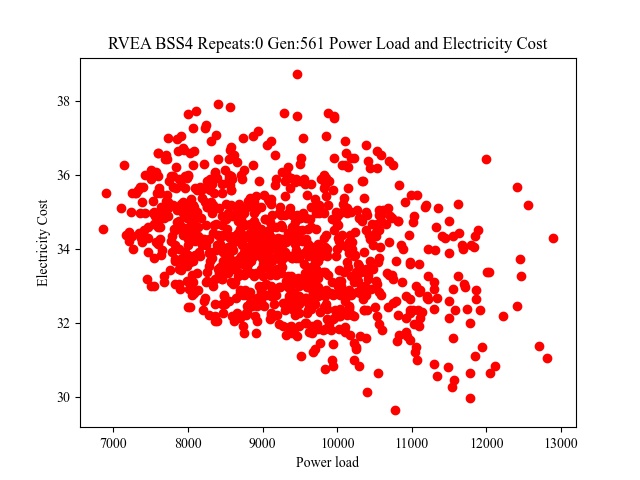 RVEA BSS4 Repeats:0 Gen:561 Power Load and Electricity Cost
38
36
34
32
30
Electricity Cost
7000 8000 9000 10000 11000 12000 13000
Power load